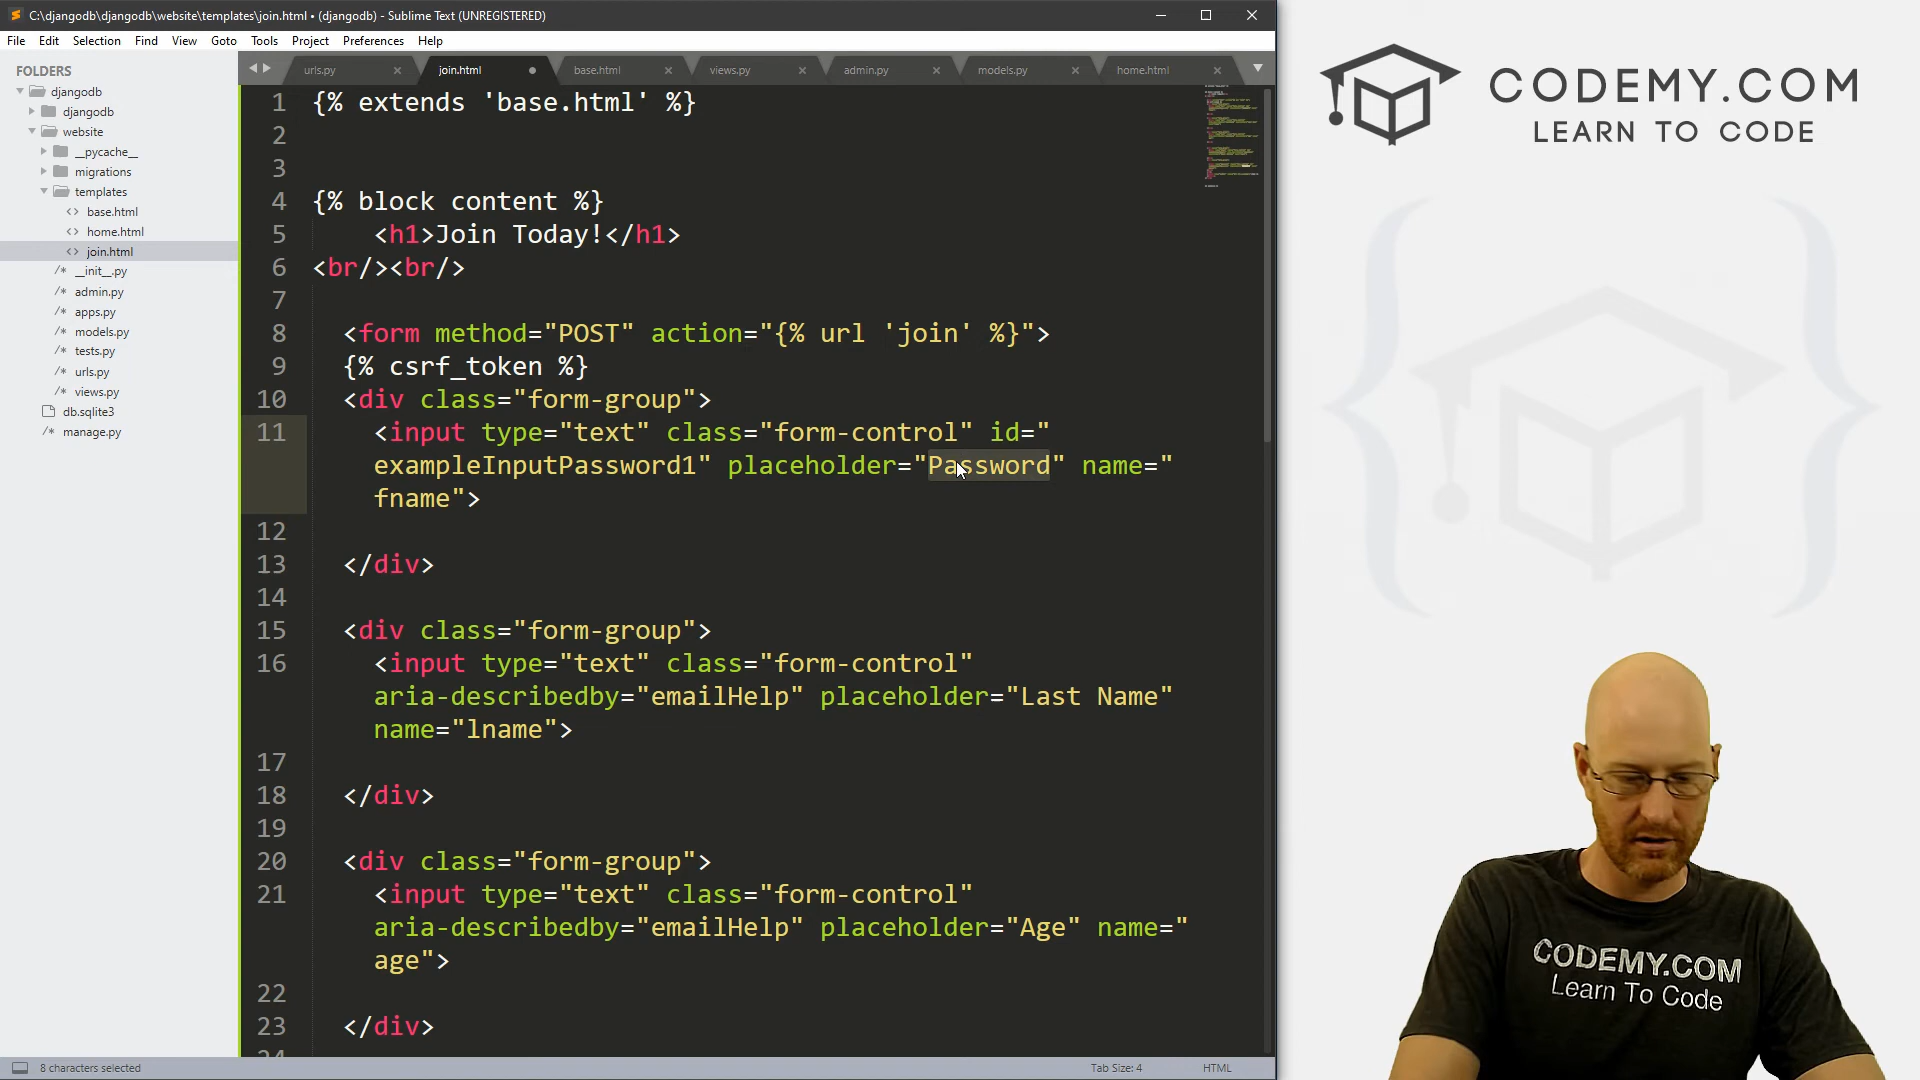 C:\djangodb\djangodb\website\templates\join.html • (djangodb) - Sublime Text (UNREGISTERED)
File Edit Selection Find View Goto Tools Project Preferences Help
FOLDERS
djangodb
djangodb
website
__pycache__
migrations
templates
base.html
home.html
join.html
__init__.py
admin.py
apps.py
models.py
tests.py
urls.py
views.py
db.sqlite3
manage.py
urls.py join.html base.html views.py admin.py models.py home.html
1 {% extends 'base.html' %}
2
3
4 {% block content %}
5 <h1>Join Today!</h1>
6 <br/><br/>
7
8 <form method="POST" action="{% url 'join' %}">
9 {% csrf_token %}
10 <div class="form-group">
11 <input type="text" class="form-control" id="
exampleInputPassword1" placeholder="Password" name="
fname">
12
13 </div>
14
15 <div class="form-group">
16 <input type="text" class="form-control"
aria-describedby="emailHelp" placeholder="Last Name"
name="lname">
17
18 </div>
19
20 <div class="form-group">
21 <input type="text" class="form-control"
aria-describedby="emailHelp" placeholder="Age" name="
age">
22
23 </div>
8 characters selected
Tab Size: 4 HTML
CODEMY.COM
LEARN TO CODE
CODEMY.COM
Learn To Code